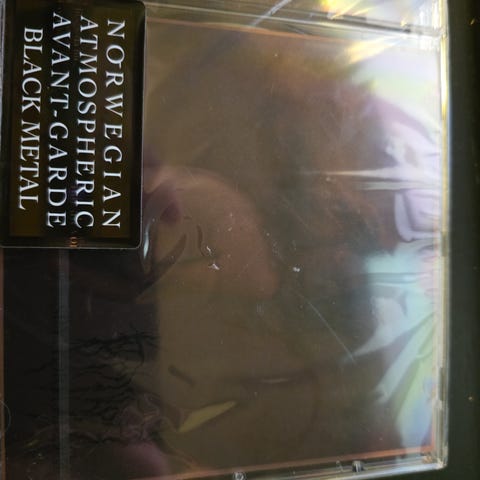 NORWEGIAN
ATMOSPHERIC
AVANT-GARDE
BLACK METAL